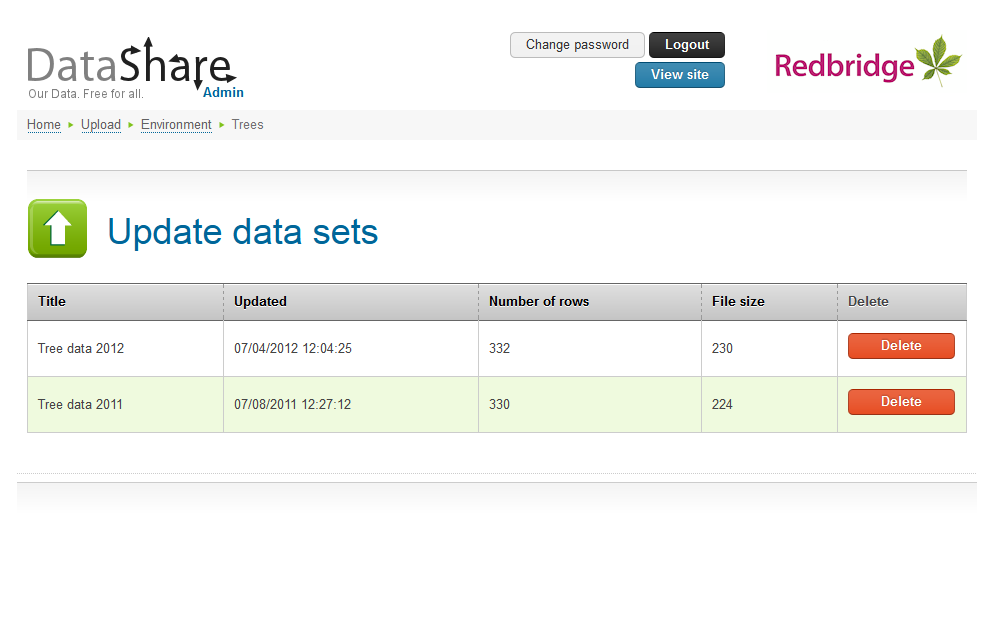 DataShare
Our Data. Free for all.
Admin
Change password
Logout
View site
Redbridge
Home Upload Environment Trees
Update data sets
Title Updated Number of rows File size Delete
Tree data 2012 07/04/2012 12:04:25 332 230 Delete
Tree data 2011 07/08/2011 12:27:12 330 224 Delete